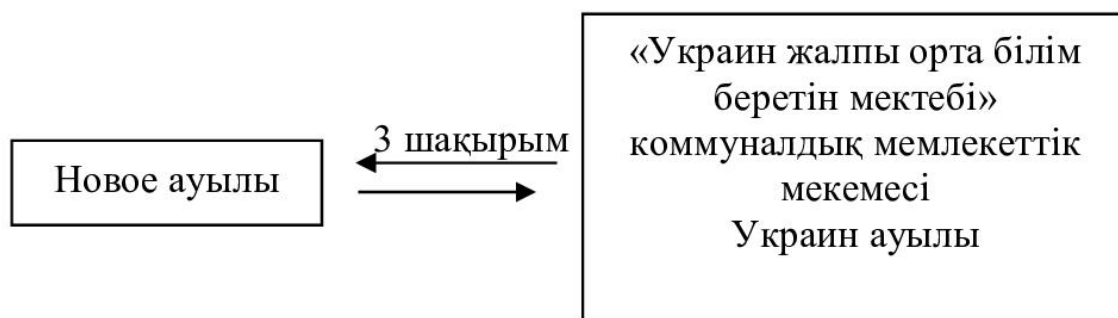 Новое ауылы
3 шақырым
«Украин жалпы орта білім
беретін мектебі»
коммуналдық мемлекеттік
мекемесі
Украин ауылы